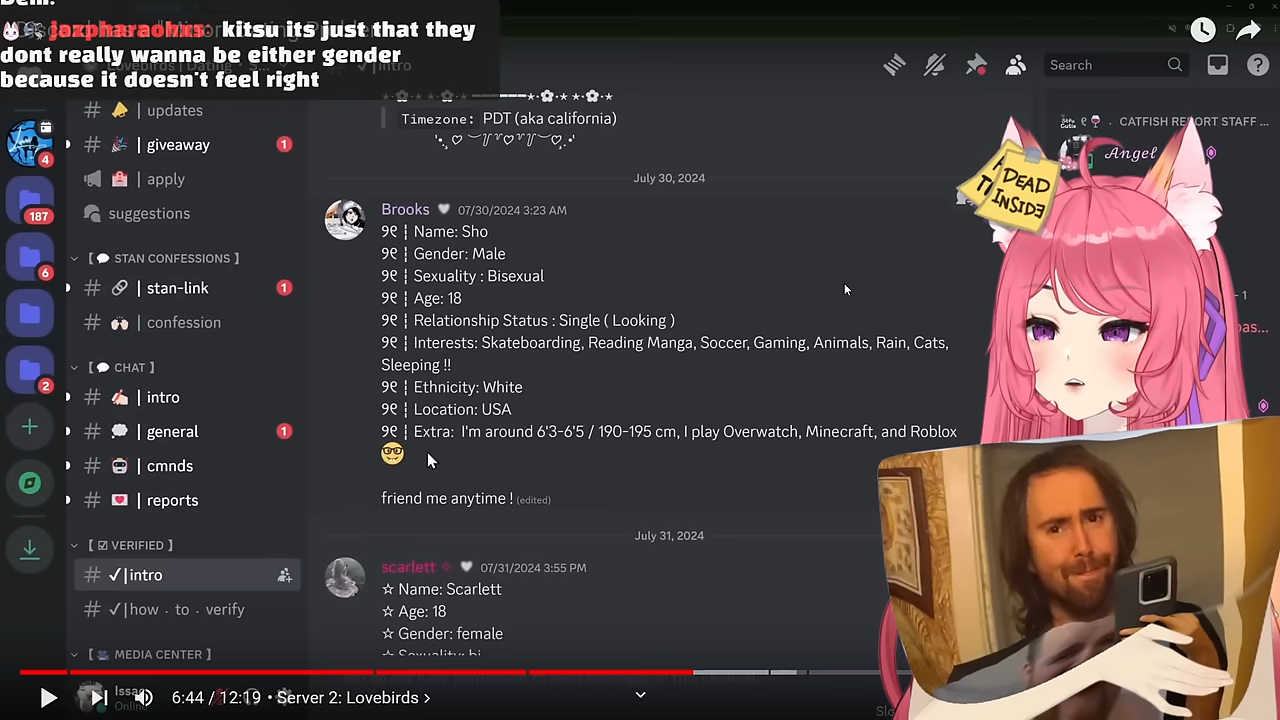 jazpharaohxs: kitsu its just that they
dont really wanna be either gender
because it doesn't feel right
intro
Search
updates
giveaway
1
apply
suggestions
[ STAN CONFESSIONS ]
stan-link
1
confession
[ CHAT ]
intro
general
1
cmnds
reports
[ VERIFIED ]
✓|intro
✓|how · to · verify
[ MEDIA CENTER ]
Issa
Online
4
187
6
2
Timezone: PDT (aka california)
July 30, 2024
Brooks 07/30/2024 3:23 AM
୨୧ ┆ Name: Sho
୨୧ ┆ Gender: Male
୨୧ ┆ Sexuality : Bisexual
୨୧ ┆ Age: 18
୨୧ ┆ Relationship Status : Single ( Looking )
୨୧ ┆ Interests: Skateboarding, Reading Manga, Soccer, Gaming, Animals, Rain, Cats,
Sleeping !!
୨୧ ┆ Ethnicity: White
୨୧ ┆ Location: USA
୨୧ ┆ Extra: I'm around 6'3-6'5 / 190-195 cm, I play Overwatch, Minecraft, and Roblox
🤓
friend me anytime ! (edited)
July 31, 2024
scarlett 07/31/2024 3:55 PM
☆ Name: Scarlett
☆ Age: 18
☆ Gender: female
☆ Sexuality: bi
CATFISH REPORT STAFF ...
Angel
DEAD
INSIDE
6:44 / 12:19 • Server 2: Lovebirds ›